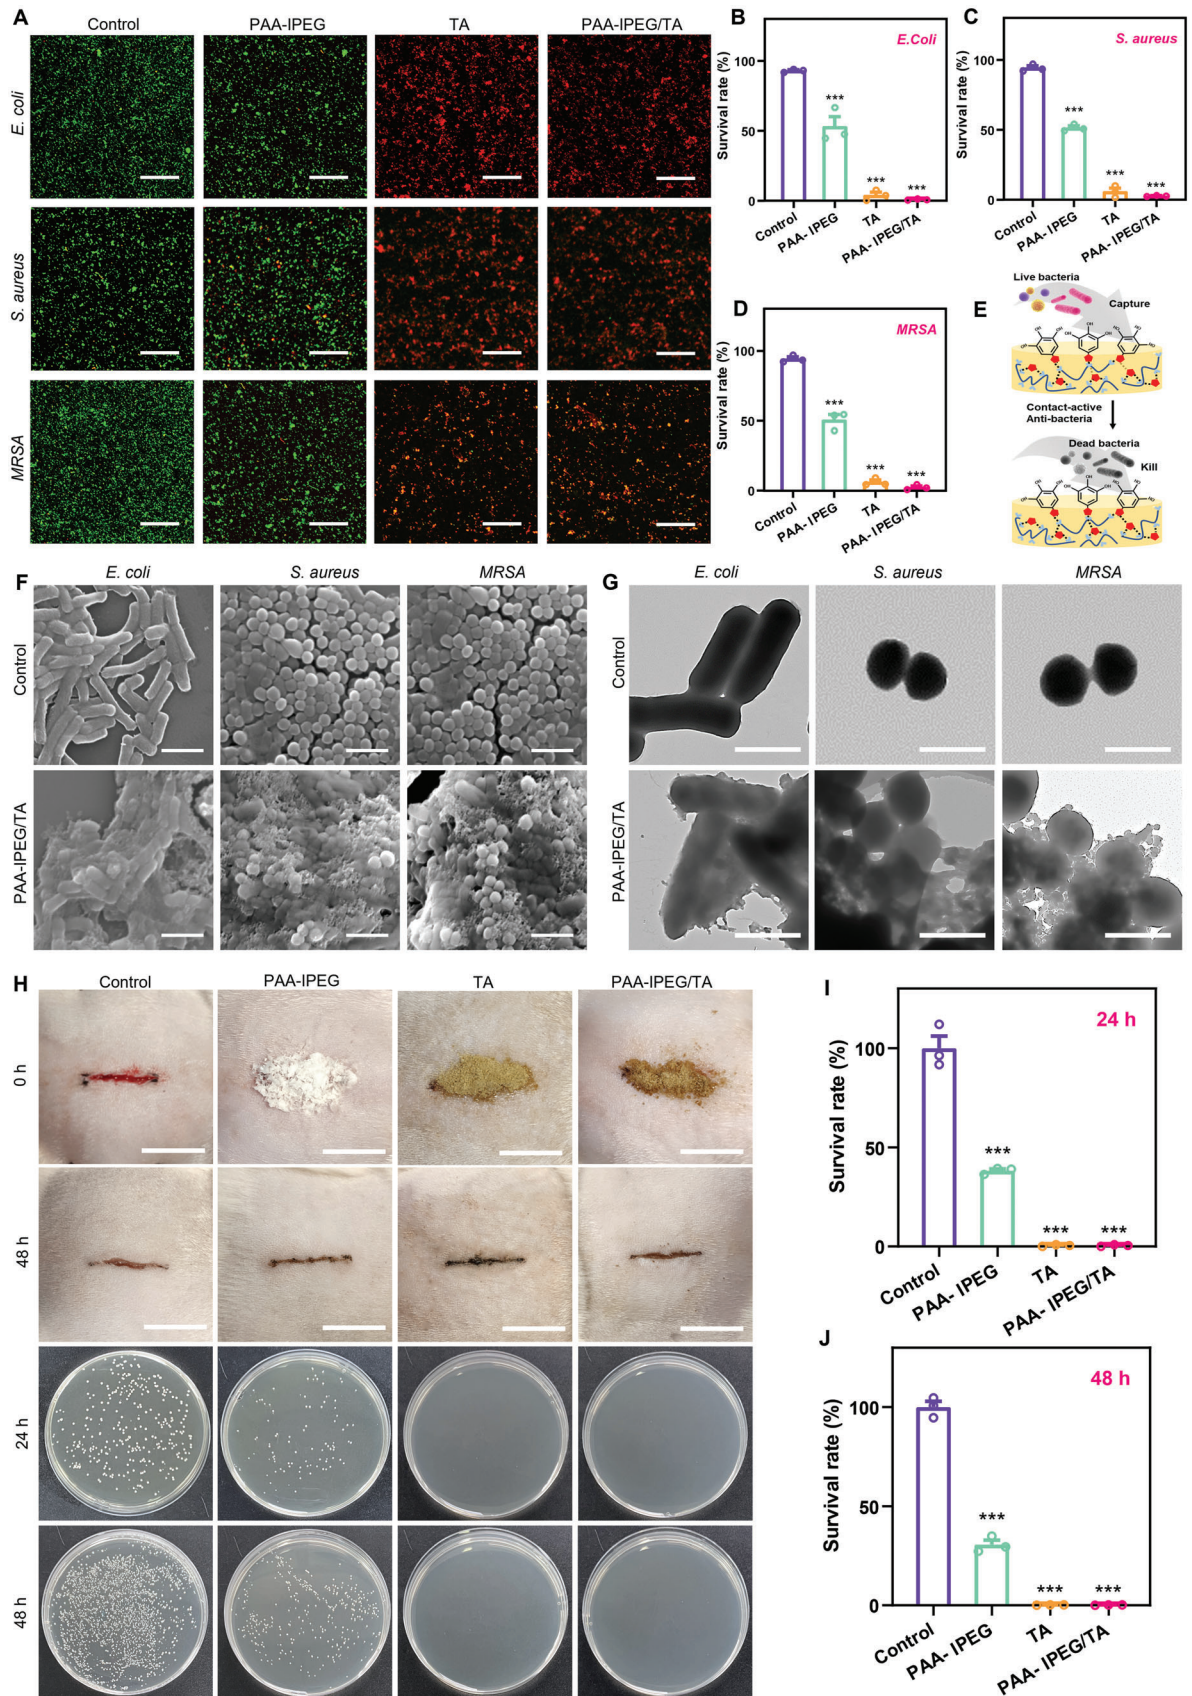 A
Control
PAA-IPEG
TA
PAA-IPEG/TA
E. coli
S. aureus
MRSA
B
E.Coli
Survival rate (%)
100
50
0
***
***
***
Control
PAA- IPEG
TA
PAA- IPEG/TA
C
S. aureus
Survival rate (%)
100
50
0
***
***
***
Control
PAA- IPEG
TA
PAA- IPEG/TA
D
MRSA
Survival rate (%)
100
50
0
***
***
***
Control
PAA- IPEG
TA
PAA- IPEG/TA
E
Live bacteria
Capture
Contact-active
Anti-bacteria
Dead bacteria
Kill
F
E. coli
S. aureus
MRSA
Control
PAA-IPEG/TA
G
E. coli
S. aureus
MRSA
Control
PAA-IPEG/TA
H
Control
PAA-IPEG
TA
PAA-IPEG/TA
0 h
48 h
24 h
48 h
I
24 h
Survival rate (%)
100
50
0
***
***
***
Control
PAA- IPEG
TA
PAA- IPEG/TA
J
48 h
Survival rate (%)
100
50
0
***
***
***
Control
PAA- IPEG
TA
PAA- IPEG/TA